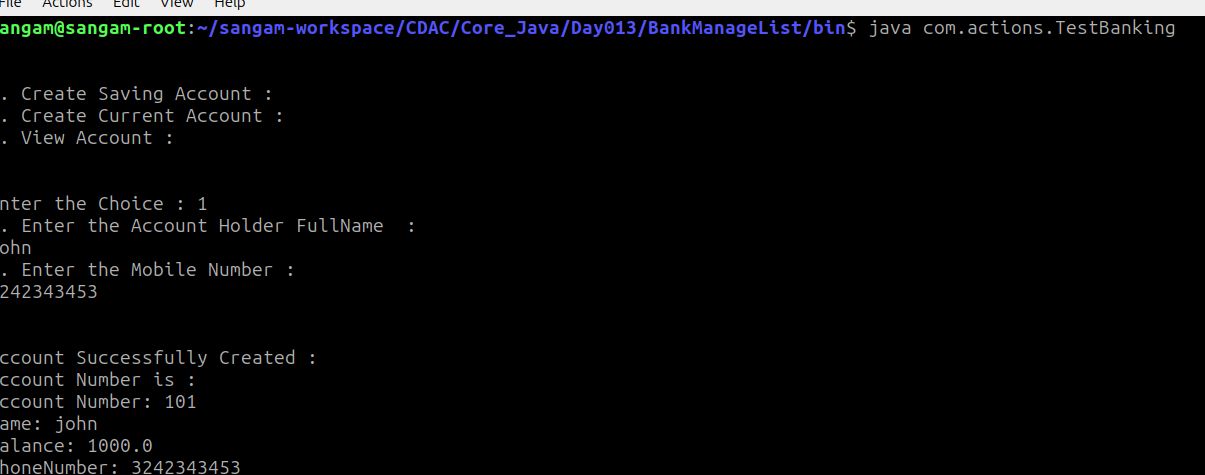 File Actions Edit View Help
angam@sangam-root:~/sangam-workspace/CDAC/Core_Java/Day013/BankManageList/bin$ java com.actions.TestBanking
. Create Saving Account :
. Create Current Account :
. View Account :
nter the Choice : 1
. Enter the Account Holder FullName  :
ohn
. Enter the Mobile Number :
242343453
ccount Successfully Created :
ccount Number is :
ccount Number: 101
ame: john
alance: 1000.0
honeNumber: 3242343453